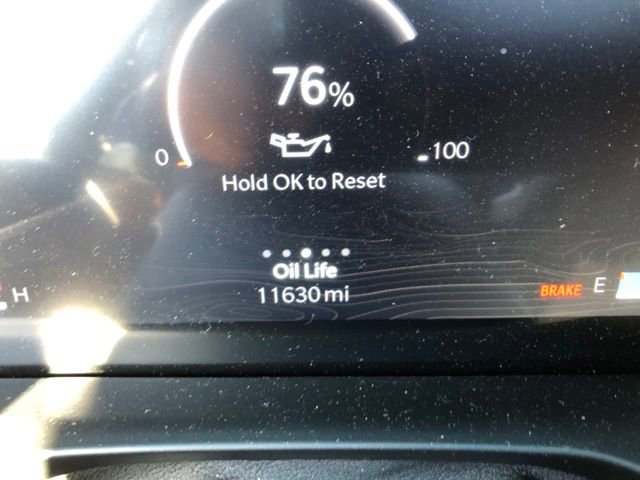 76%
0 100
Hold OK to Reset
Oil Life
H 11630 mi BRAKE E